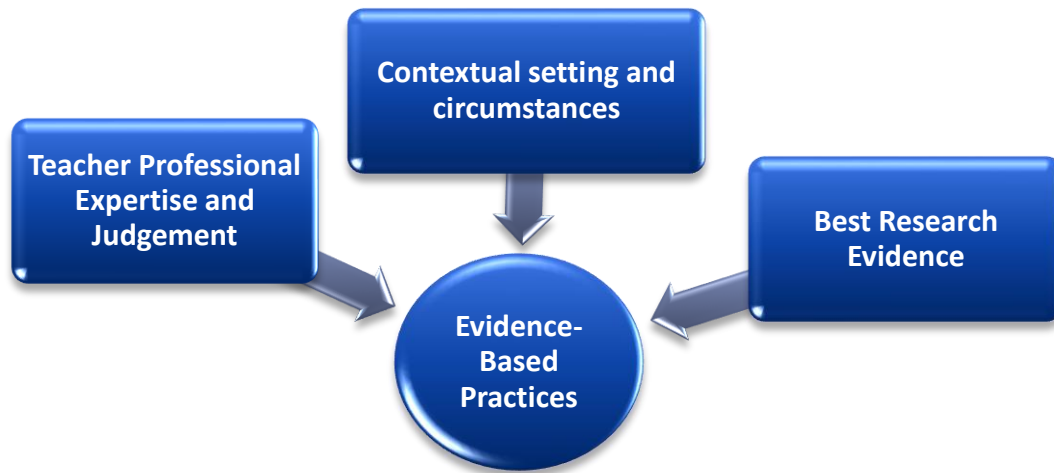 Contextual setting and
circumstances
Teacher Professional
Expertise and
Judgement
Best Research
Evidence
Evidence-
Based
Practices